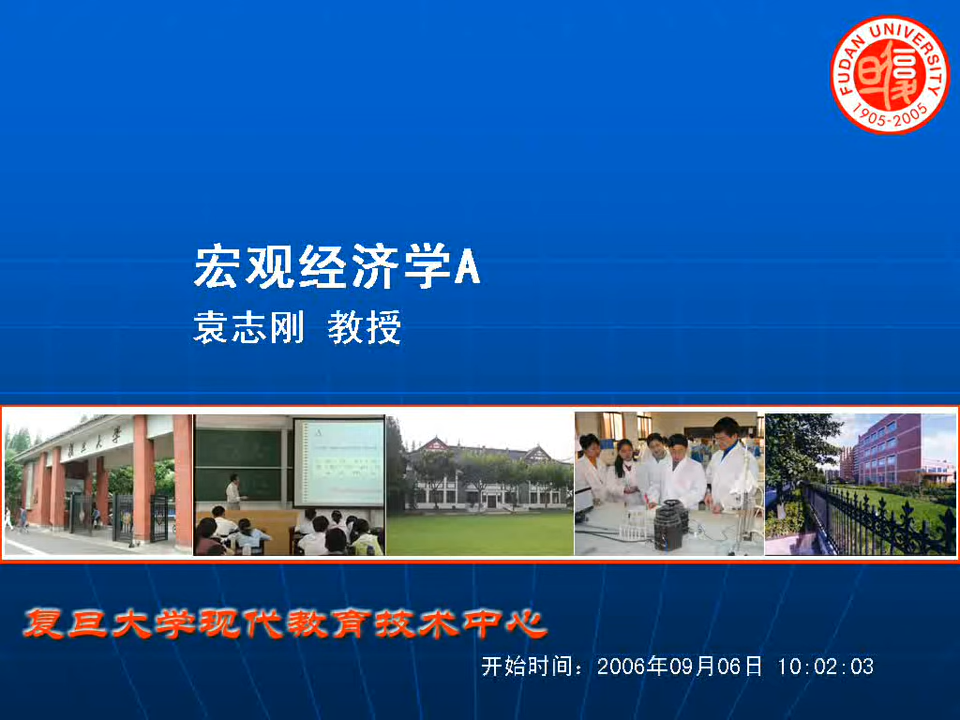 FUDAN UNIVERSITY
1905-2005
宏观经济学A
袁志刚 教授
复旦大学现代教育技术中心
开始时间：2006年09月06日 10:02:03